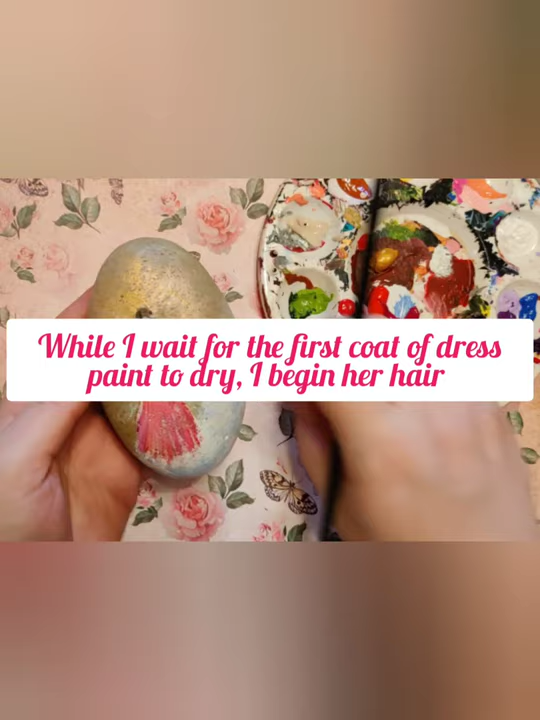 While I wait for the first coat of dress
paint to dry, I begin her hair